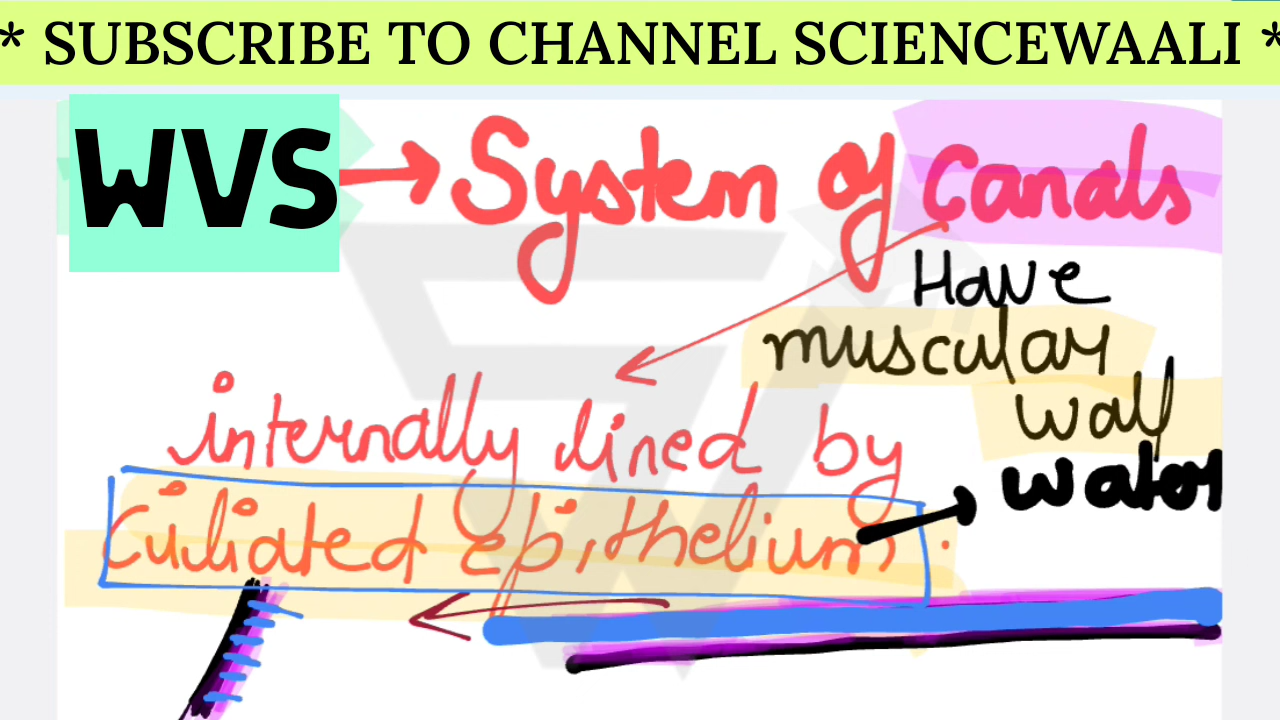 * SUBSCRIBE TO CHANNEL SCIENCEWAALI *
WVS → System of canals
Have
muscular
wall
internally lined by
water
Ciliated epithelium.